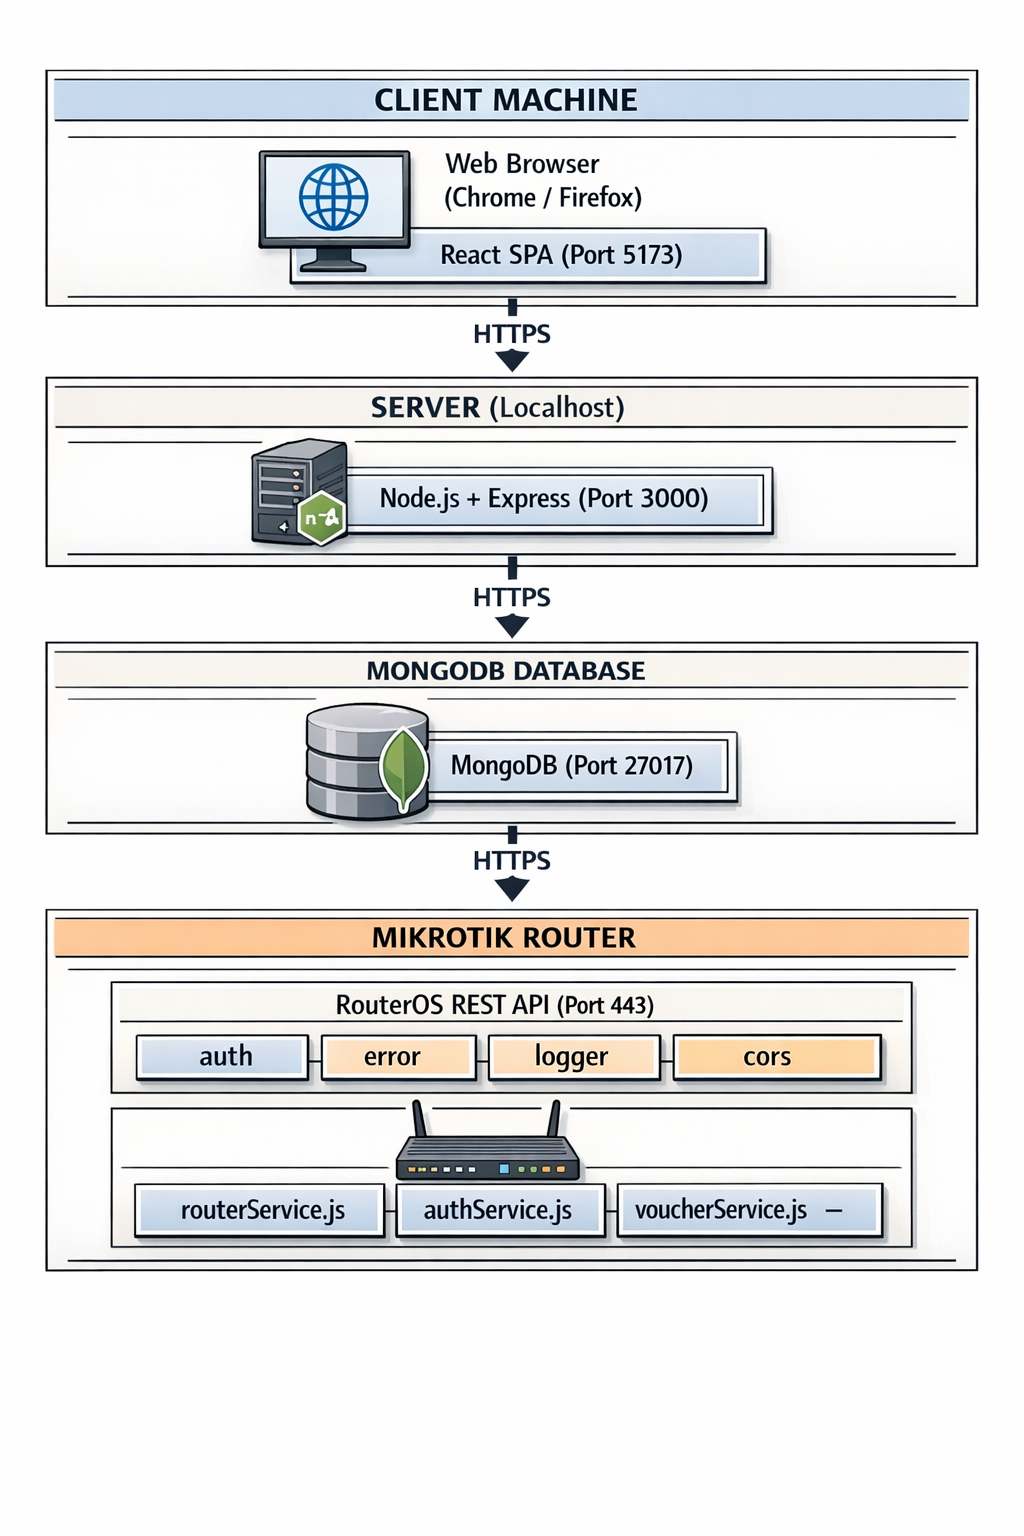 CLIENT MACHINE
Web Browser
(Chrome / Firefox)
React SPA (Port 5173)
HTTPS
SERVER (Localhost)
Node.js + Express (Port 3000)
HTTPS
MONGODB DATABASE
MongoDB (Port 27017)
HTTPS
MIKROTIK ROUTER
RouterOS REST API (Port 443)
auth error logger cors
routerService.js authService.js voucherService.js –